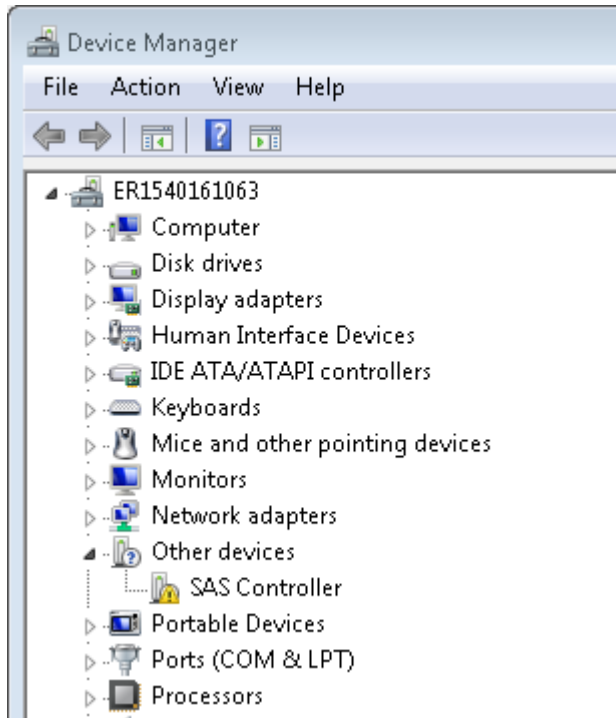 Device Manager
File Action View Help
ER1540161063
Computer
Disk drives
Display adapters
Human Interface Devices
IDE ATA/ATAPI controllers
Keyboards
Mice and other pointing devices
Monitors
Network adapters
Other devices
SAS Controller
Portable Devices
Ports (COM & LPT)
Processors